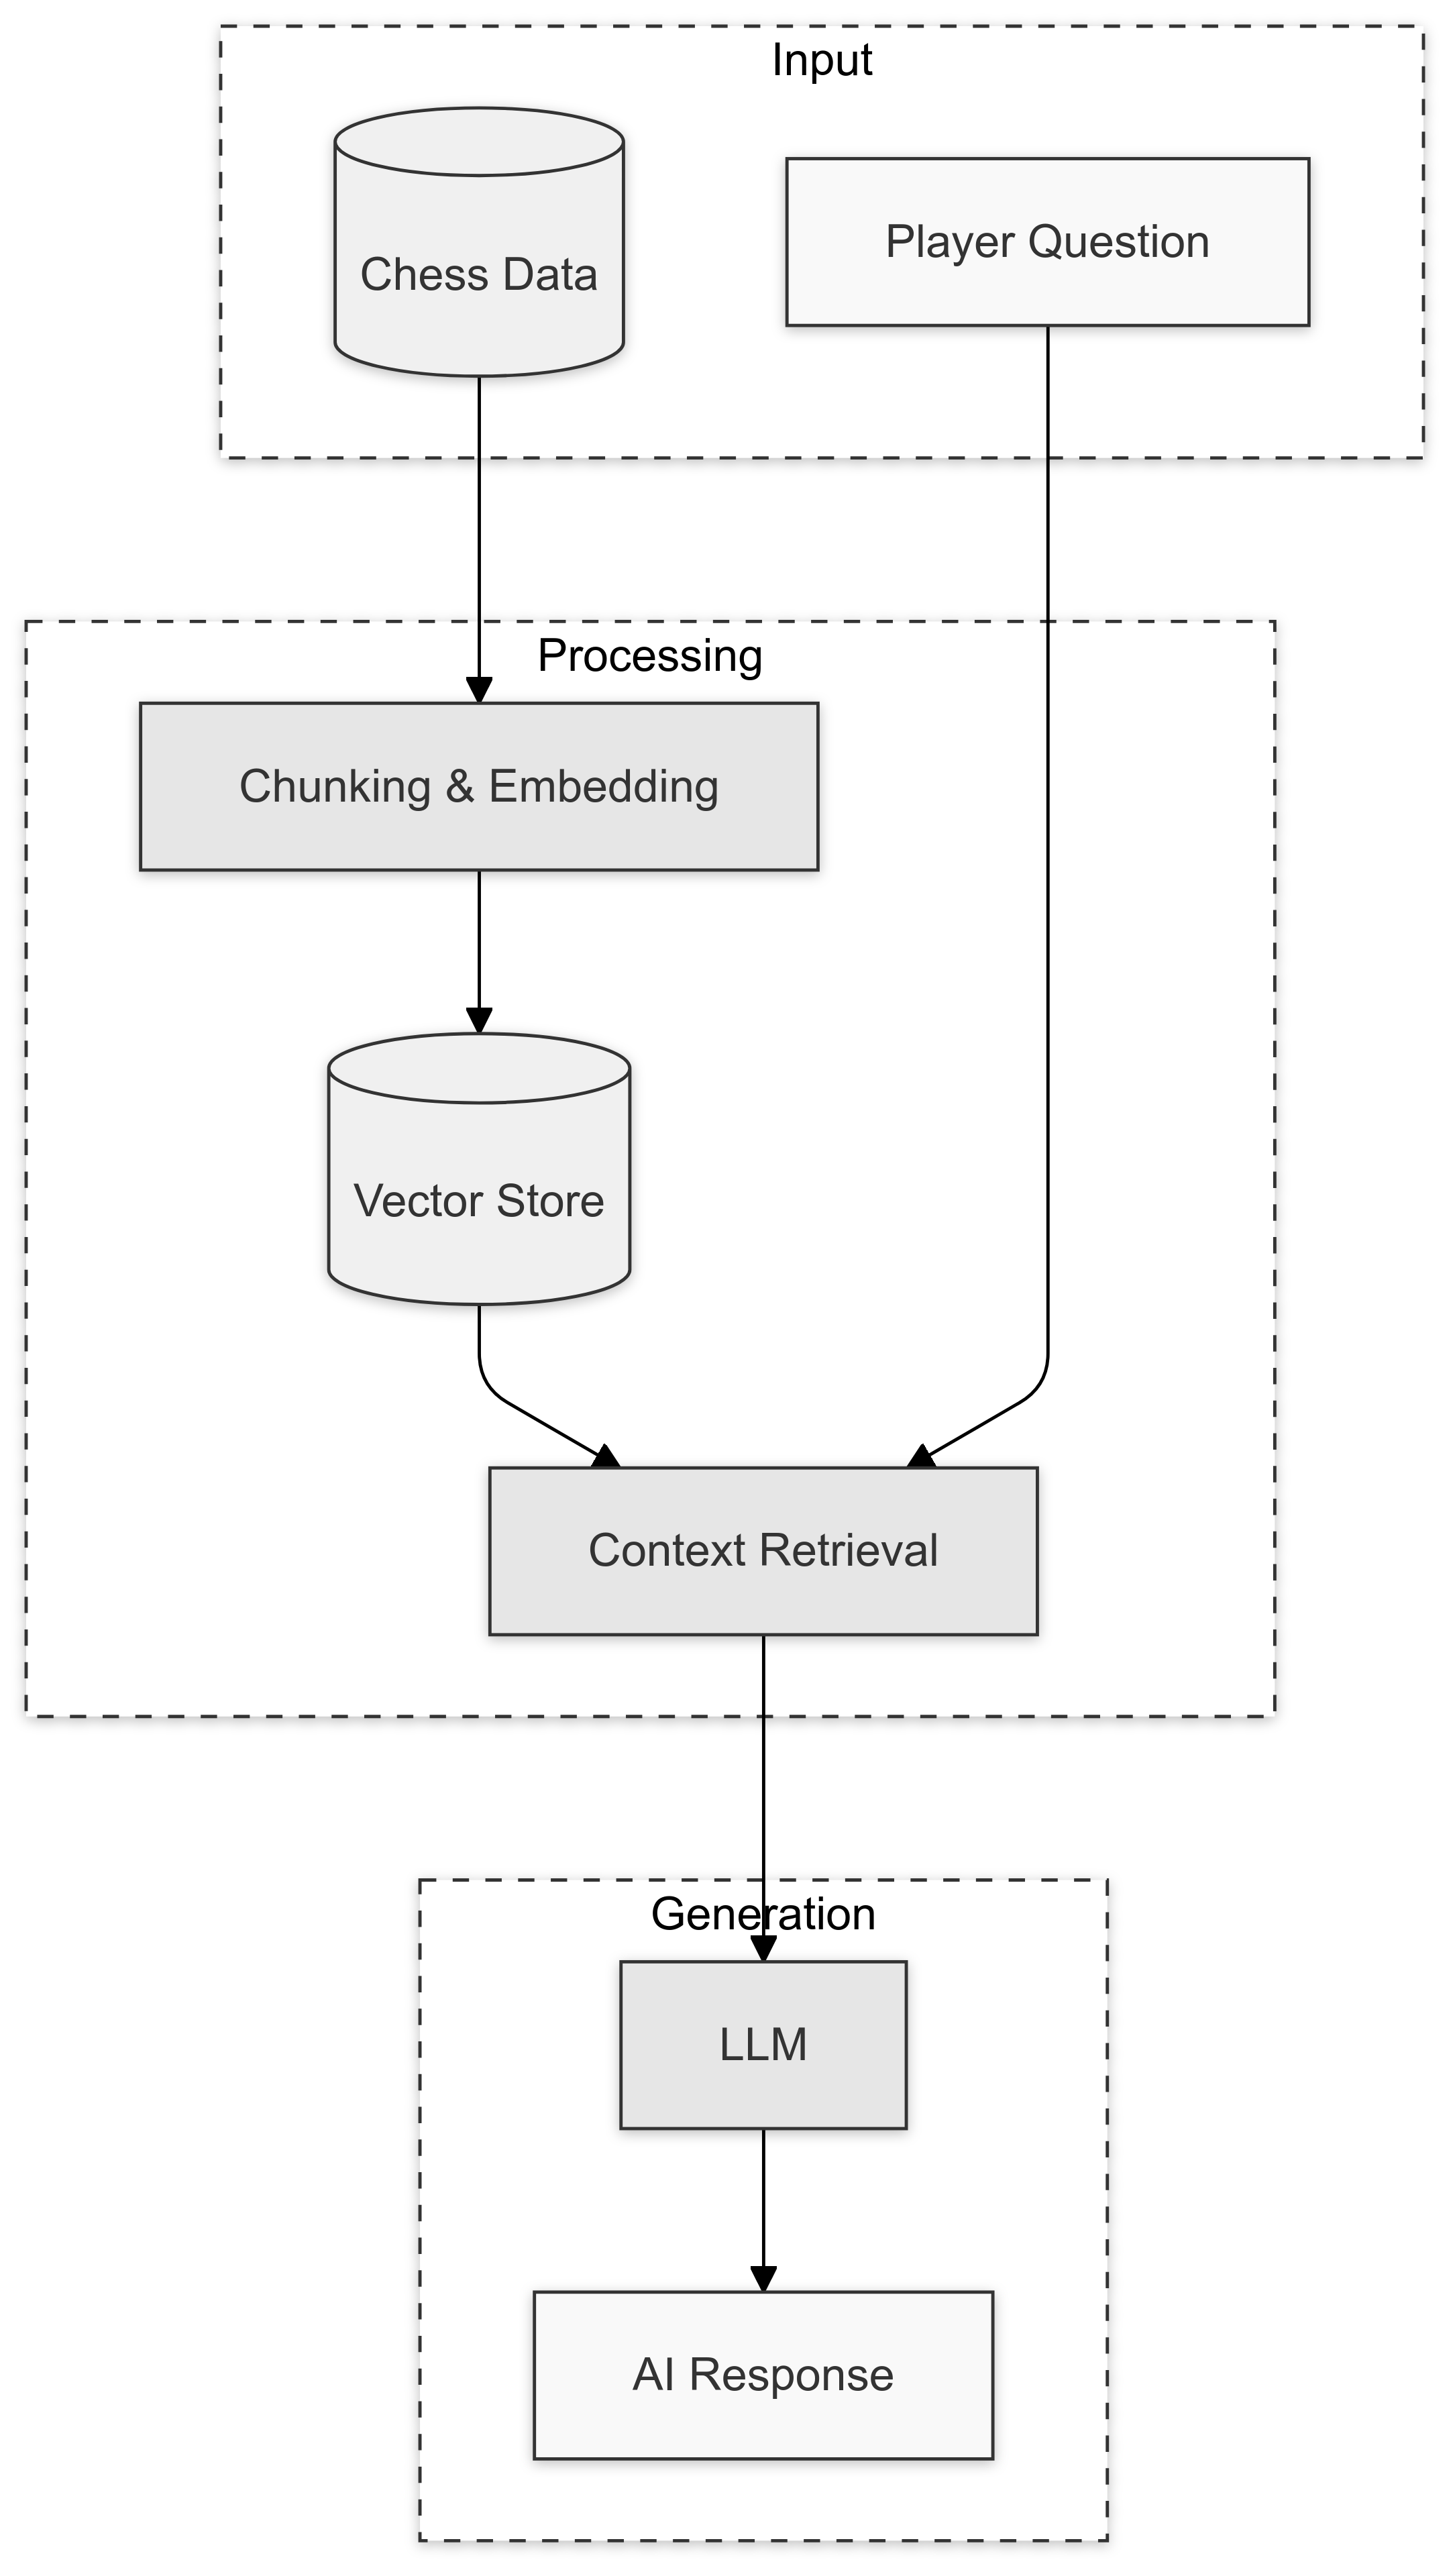 Input
Chess Data
Player Question
Processing
Chunking & Embedding
Vector Store
Context Retrieval
Generation
LLM
AI Response